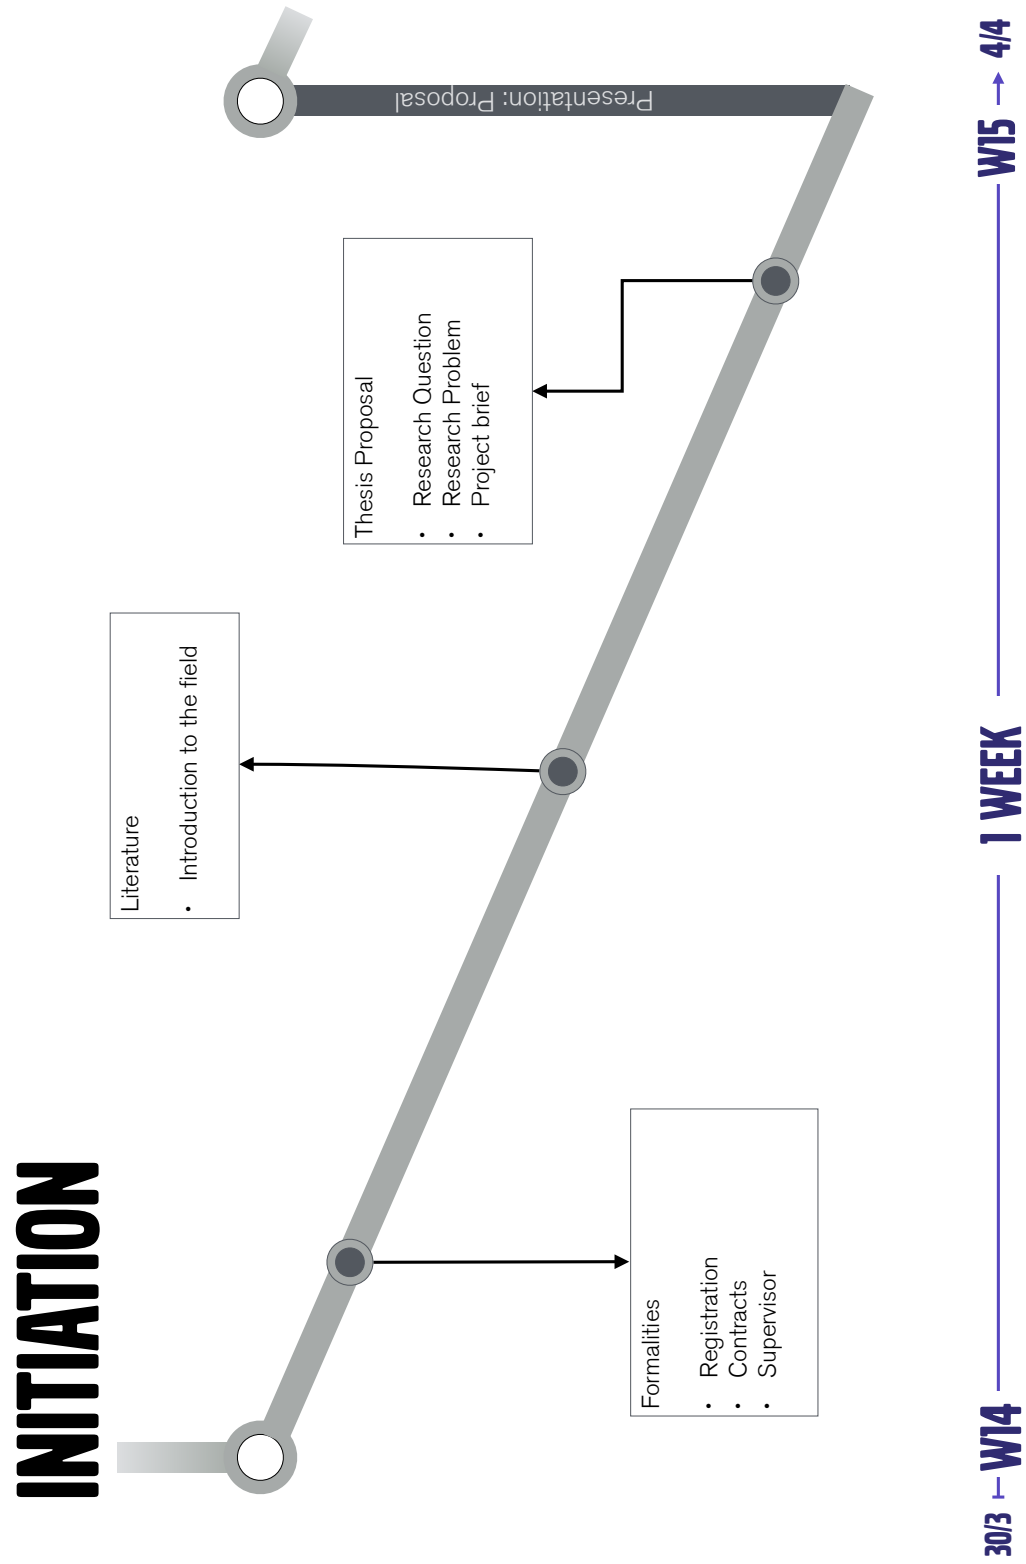 INITIATION
Formalities
• Registration
• Contracts
• Supervisor
Literature
• Introduction to the field
Thesis Proposal
• Research Question
• Research Problem
• Project brief
Presentation: Proposal
30/3
W14
1 WEEK
W15
4/4